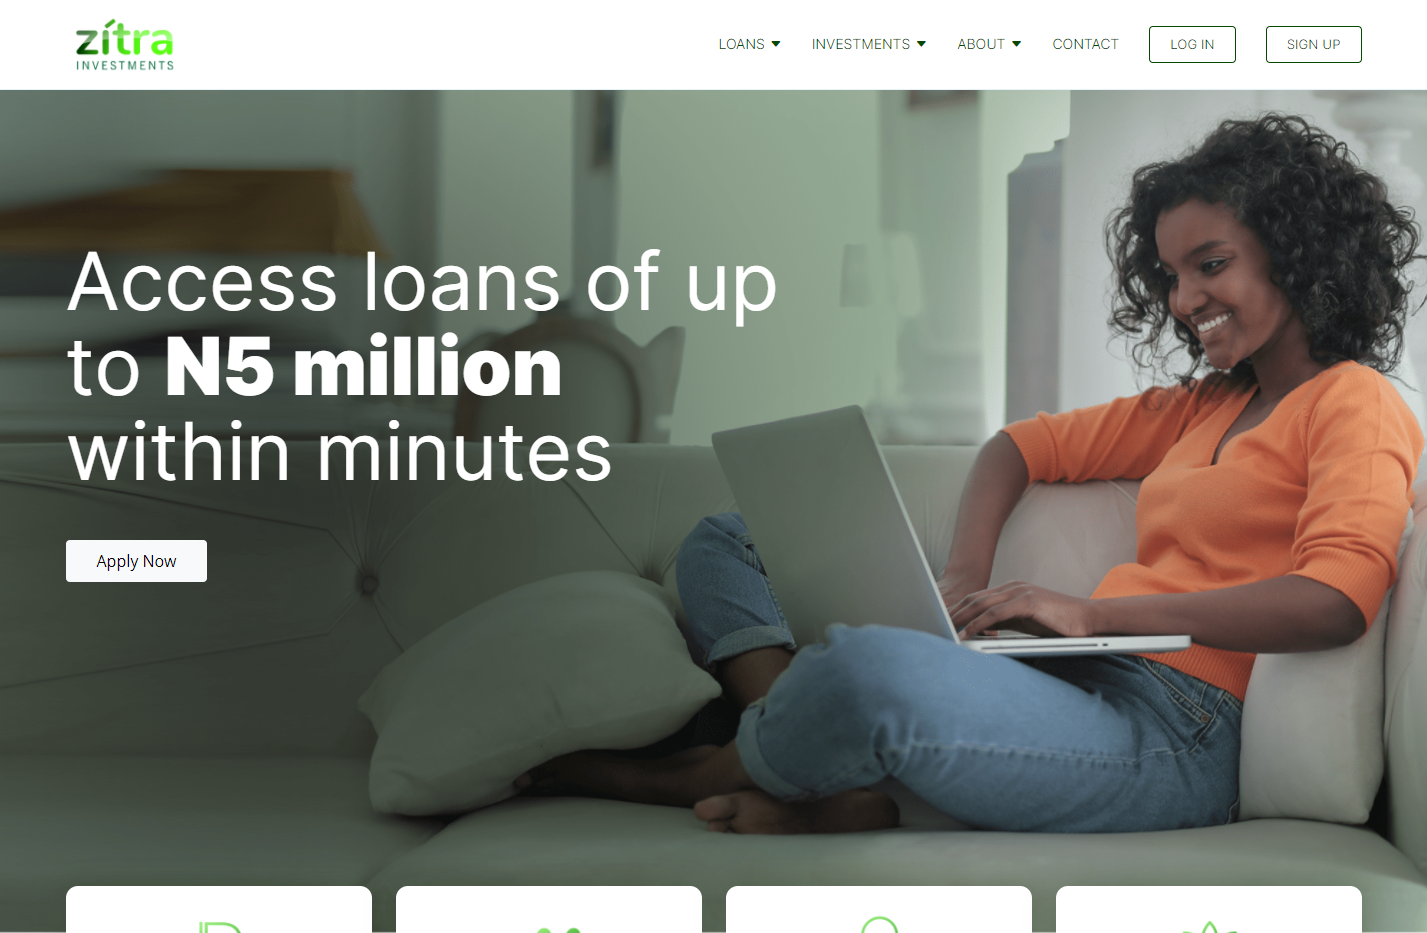 zítra
INVESTMENTS
LOANS
INVESTMENTS
ABOUT
CONTACT
LOG IN
SIGN UP
Access loans of up
to N5 million
within minutes
Apply Now